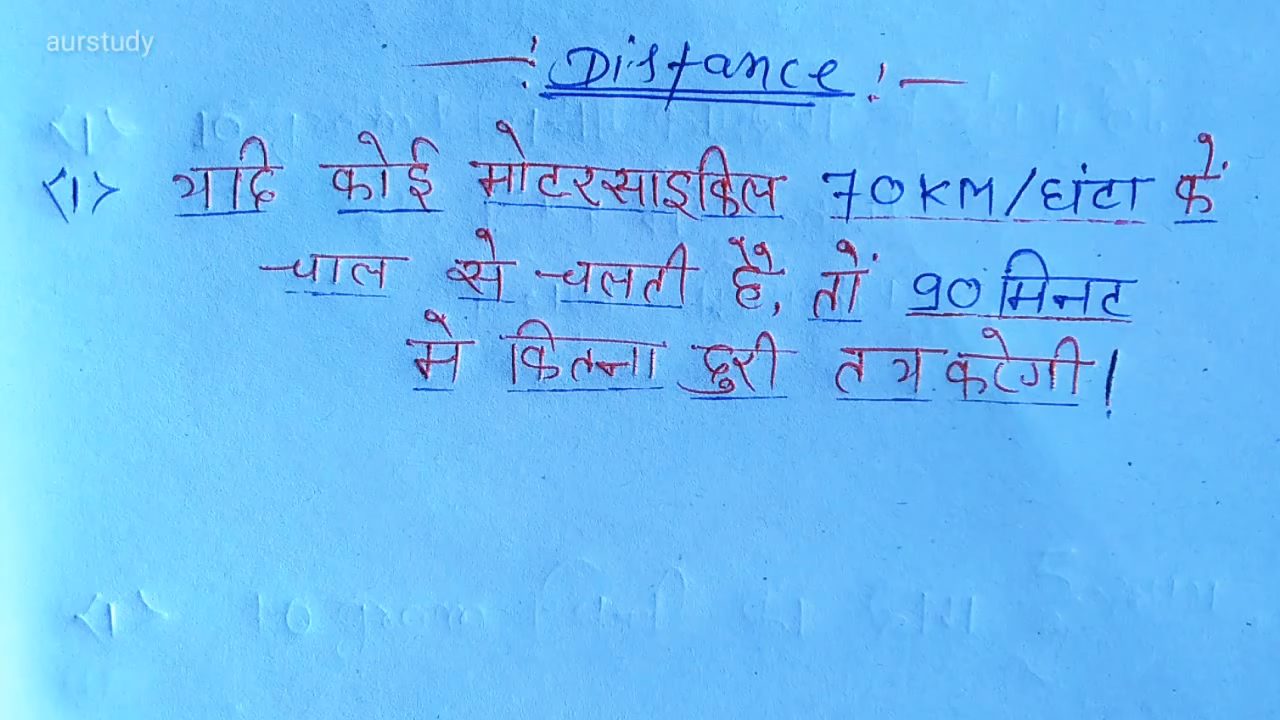 aurstudy
—! Distance !—
<1> यदि कोई मोटरसाइकिल 70KM/घंटा कें
चाल से चलती है, तों 90 मिनट
मे कितना दुरी तय करेगी।